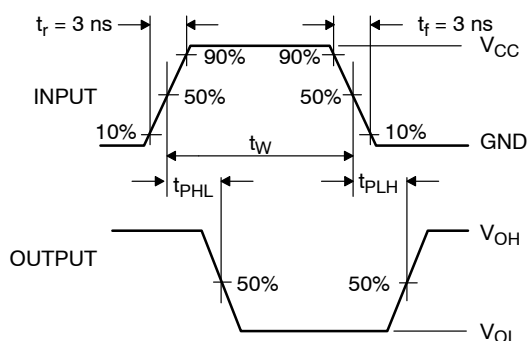 t_r = 3 ns
t_f = 3 ns
V_CC
90%
90%
INPUT
50%
50%
10%
10%
GND
t_W
t_PHL
t_PLH
V_OH
OUTPUT
50%
50%
V_OL